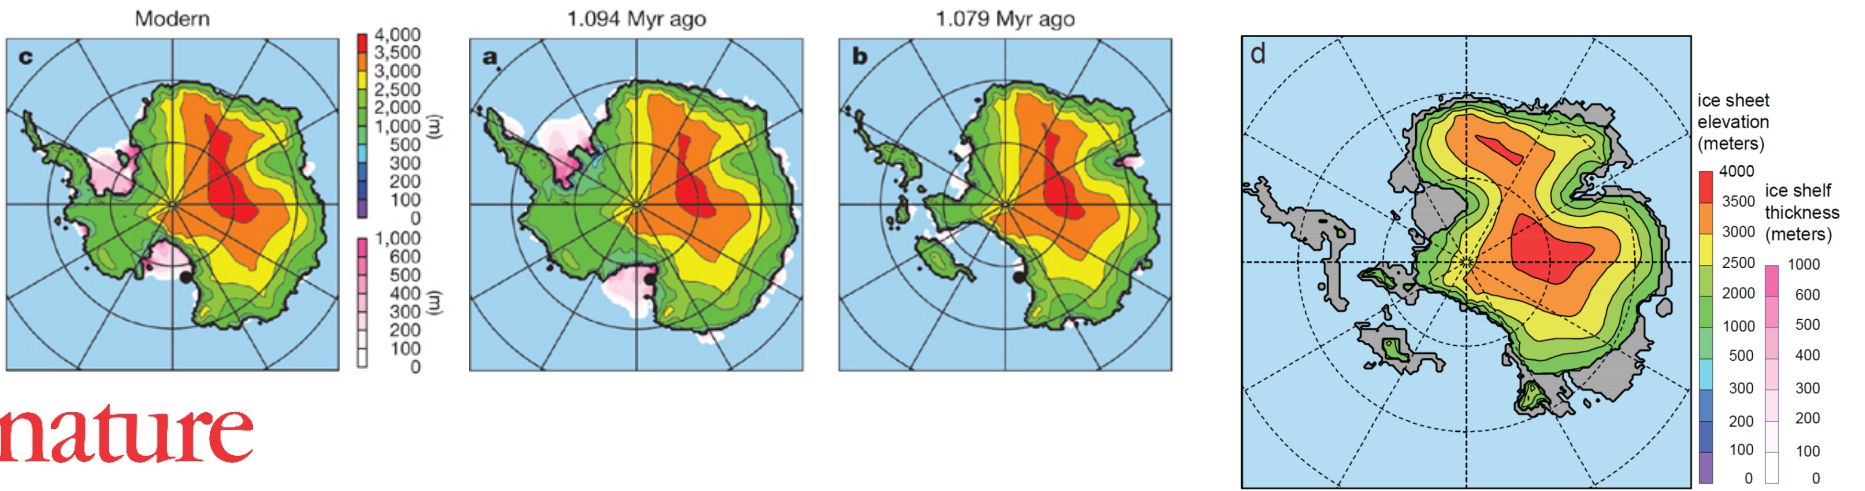 Modern
1.094 Myr ago
1.079 Myr ago
c
4,000
3,500
3,000
2,500
2,000
1,000
500
300
200
100
0
(m)
1,000
600
500
400
300
200
100
0
(m)
a
b
d
ice sheet
elevation
(meters)
4000
3500
3000
2500
2000
1000
500
300
200
100
0
ice shelf
thickness
(meters)
1000
600
500
400
300
200
100
0
nature